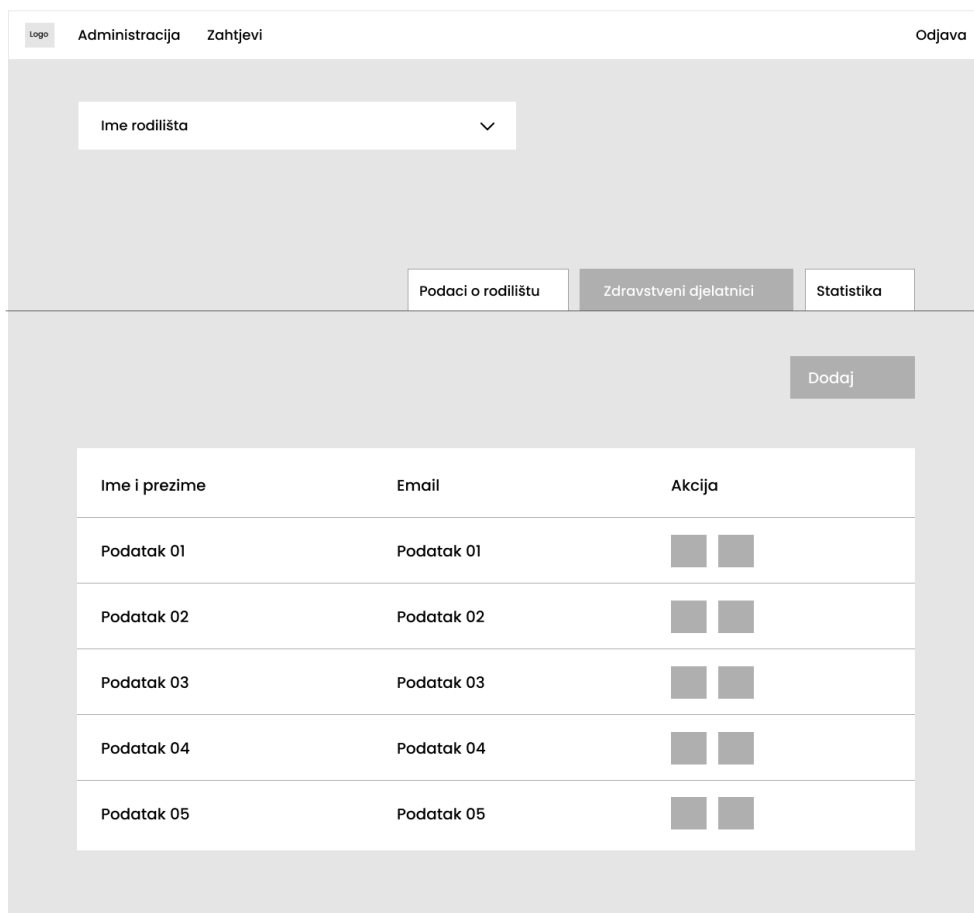 Logo Administracija Zahtjevi Odjava
Ime rodilišta
Podaci o rodilištu Zdravstveni djelatnici Statistika
Dodaj
Ime i prezime Email Akcija
Podatak 01 Podatak 01
Podatak 02 Podatak 02
Podatak 03 Podatak 03
Podatak 04 Podatak 04
Podatak 05 Podatak 05